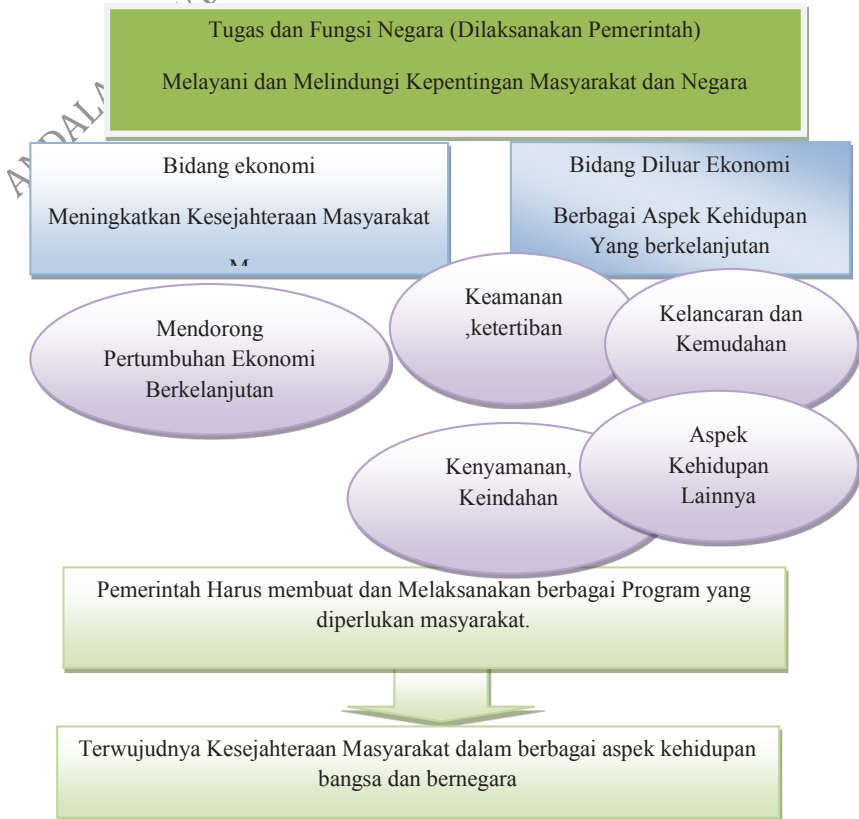 Tugas dan Fungsi Negara (Dilaksanakan Pemerintah)
Melayani dan Melindungi Kepentingan Masyarakat dan Negara
Bidang ekonomi
Meningkatkan Kesejahteraan Masyarakat
Bidang Diluar Ekonomi
Berbagai Aspek Kehidupan
Yang berkelanjutan
Mendorong
Pertumbuhan Ekonomi
Berkelanjutan
Keamanan
,ketertiban
Kelancaran dan
Kemudahan
Kenyamanan,
Keindahan
Aspek
Kehidupan
Lainnya
Pemerintah Harus membuat dan Melaksanakan berbagai Program yang
diperlukan masyarakat.
Terwujudnya Kesejahteraan Masyarakat dalam berbagai aspek kehidupan
bangsa dan bernegara